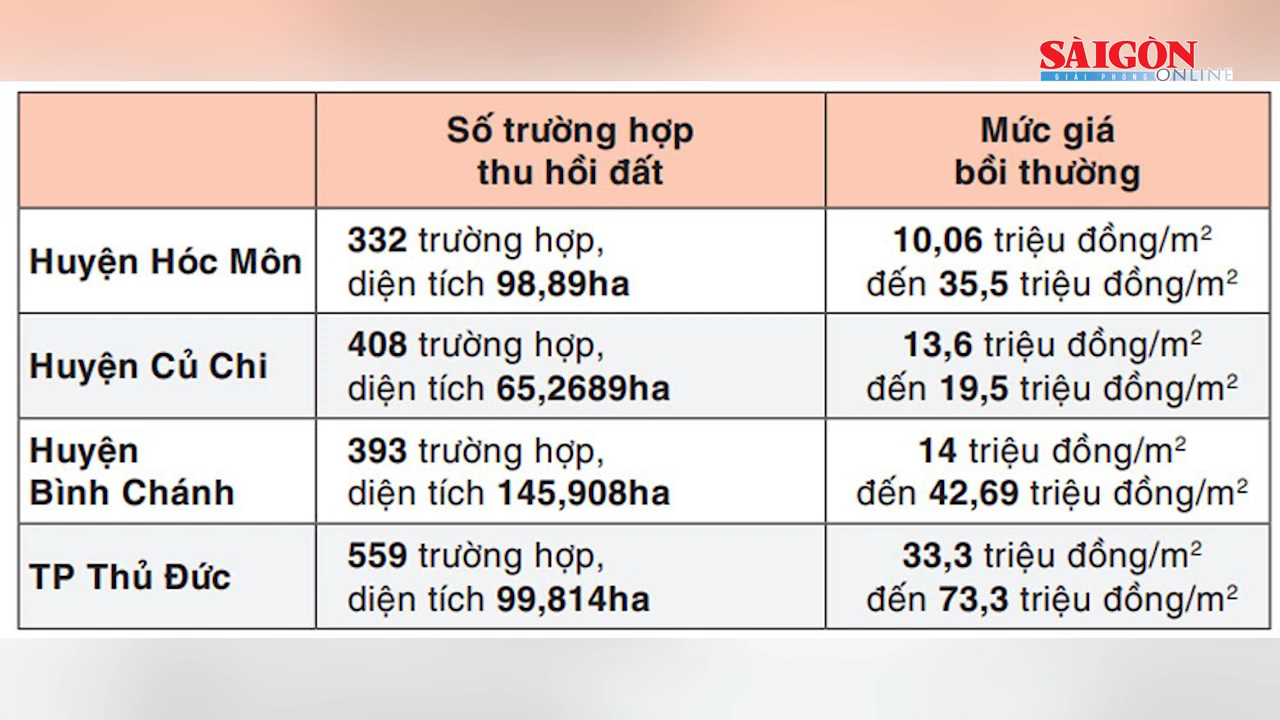 SÀIGÒN
GIẢI PHÓNG ONLINE
Số trường hợp
thu hồi đất
Mức giá
bồi thường
Huyện Hóc Môn
332 trường hợp,
diện tích 98,89ha
10,06 triệu đồng/m²
đến 35,5 triệu đồng/m²
Huyện Củ Chi
408 trường hợp,
diện tích 65,2689ha
13,6 triệu đồng/m²
đến 19,5 triệu đồng/m²
Huyện
Bình Chánh
393 trường hợp,
diện tích 145,908ha
14 triệu đồng/m²
đến 42,69 triệu đồng/m²
TP Thủ Đức
559 trường hợp,
diện tích 99,814ha
33,3 triệu đồng/m²
đến 73,3 triệu đồng/m²